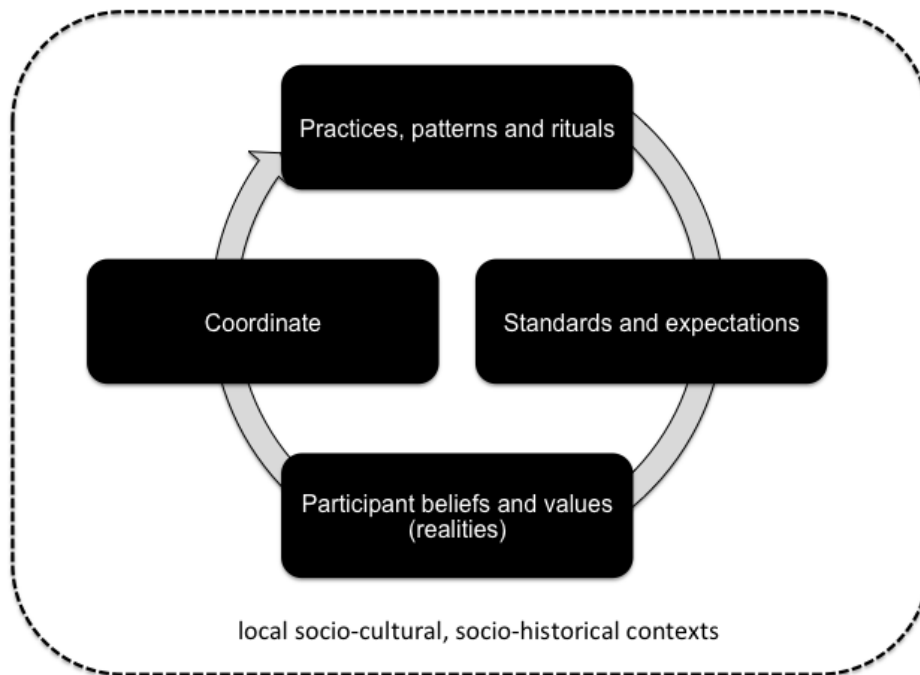 Practices, patterns and rituals
Coordinate
Standards and expectations
Participant beliefs and values
(realities)
local socio-cultural, socio-historical contexts